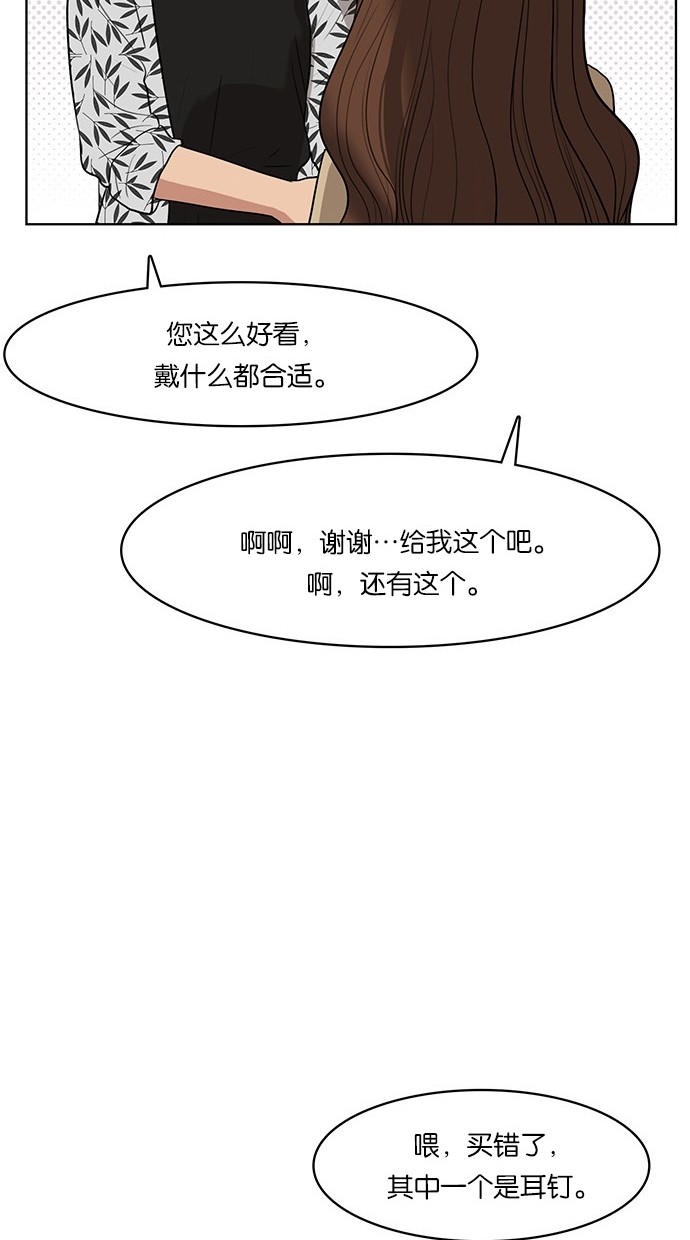 您这么好看，
戴什么都合适。
啊啊，谢谢…给我这个吧。
啊，还有这个。
喂，买错了，
其中一个是耳钉。